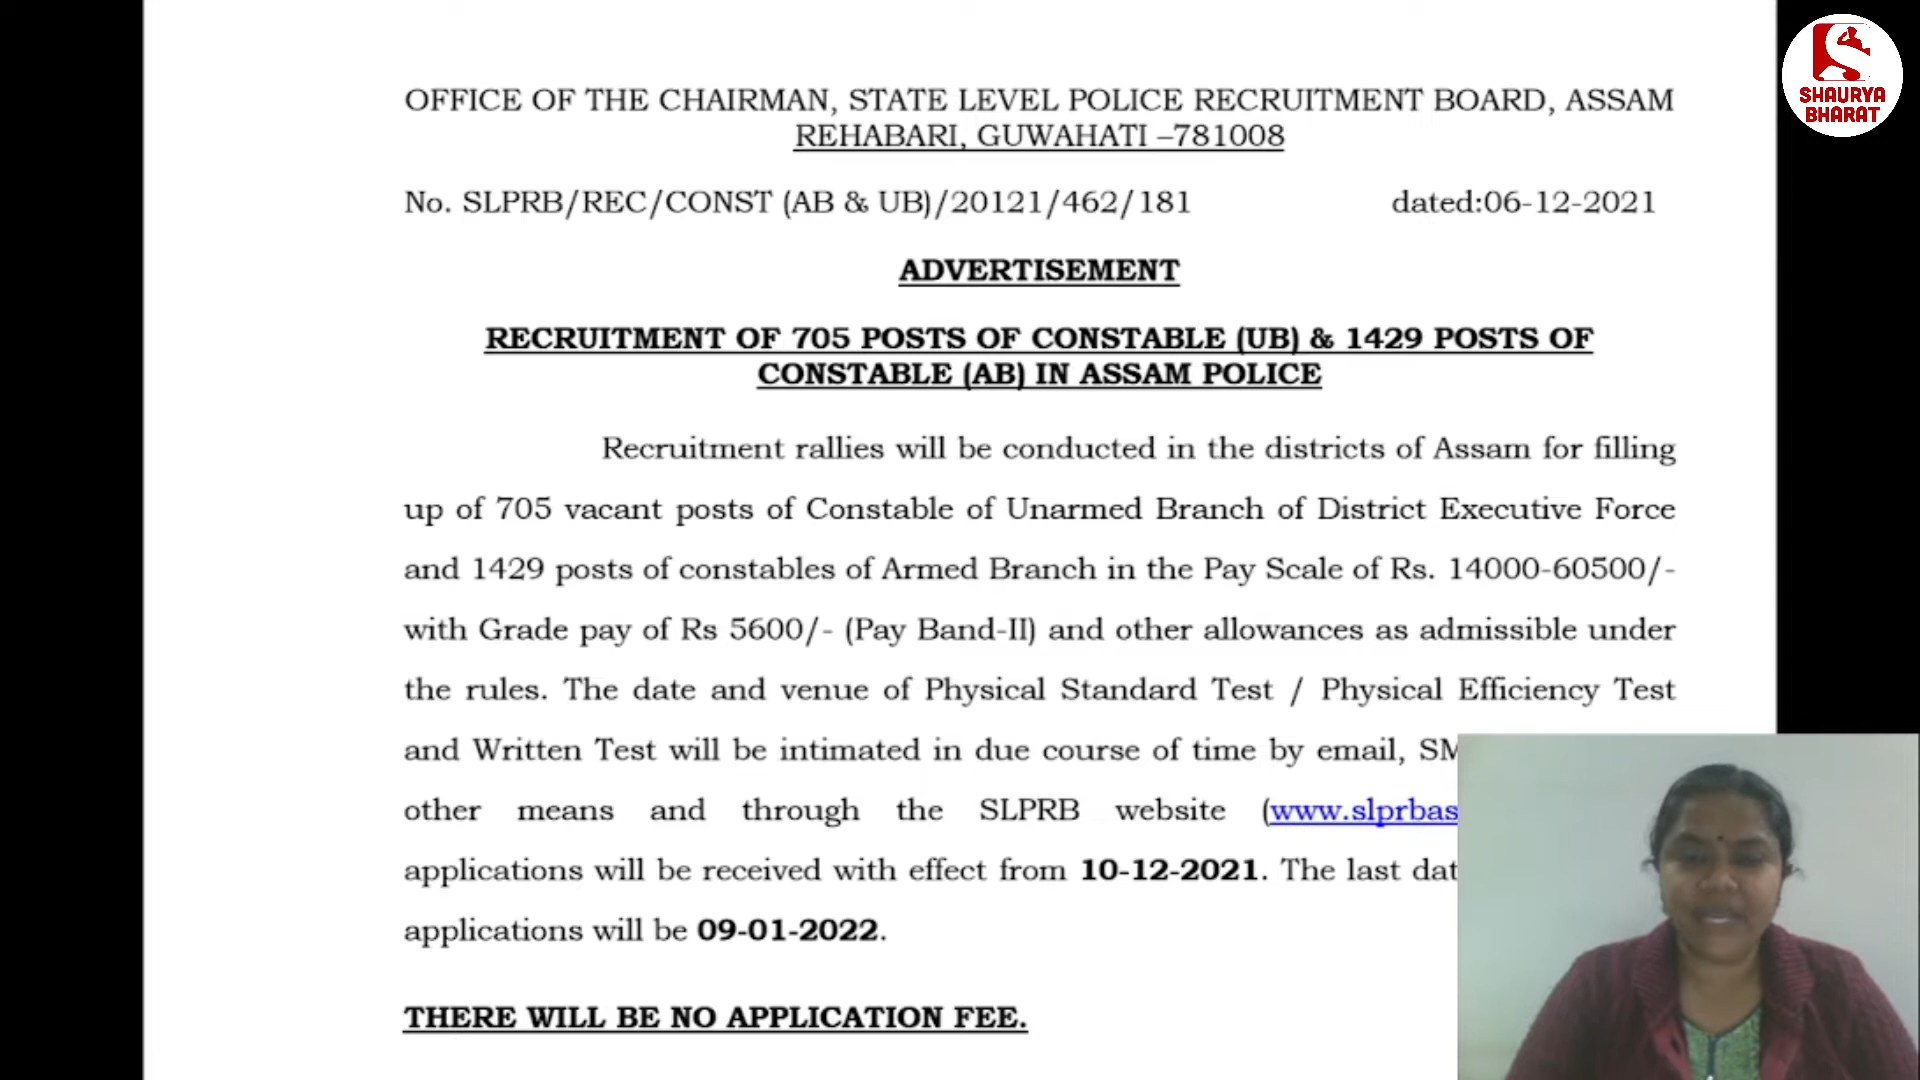 OFFICE OF THE CHAIRMAN, STATE LEVEL POLICE RECRUITMENT BOARD, ASSAM
REHABARI, GUWAHATI –781008
No. SLPRB/REC/CONST (AB & UB)/20121/462/181 dated:06-12-2021
ADVERTISEMENT
RECRUITMENT OF 705 POSTS OF CONSTABLE (UB) & 1429 POSTS OF
CONSTABLE (AB) IN ASSAM POLICE
Recruitment rallies will be conducted in the districts of Assam for filling
up of 705 vacant posts of Constable of Unarmed Branch of District Executive Force
and 1429 posts of constables of Armed Branch in the Pay Scale of Rs. 14000-60500/-
with Grade pay of Rs 5600/- (Pay Band-II) and other allowances as admissible under
the rules. The date and venue of Physical Standard Test / Physical Efficiency Test
and Written Test will be intimated in due course of time by email,
other means and through the SLPRB website (www.slprbas
applications will be received with effect from 10-12-2021. The last
applications will be 09-01-2022.
THERE WILL BE NO APPLICATION FEE.
SHAURYA
BHARAT